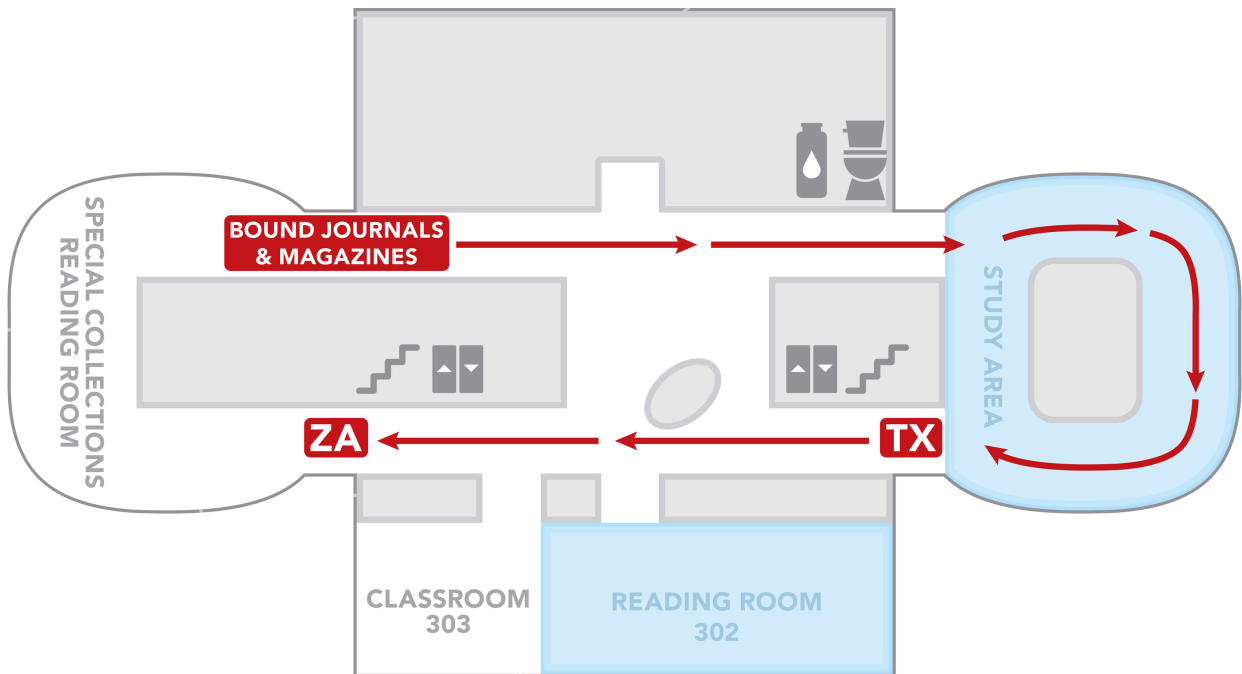 SPECIAL COLLECTIONS
READING ROOM
BOUND JOURNALS
& MAGAZINES
STUDY AREA
ZA
TX
CLASSROOM
303
READING ROOM
302